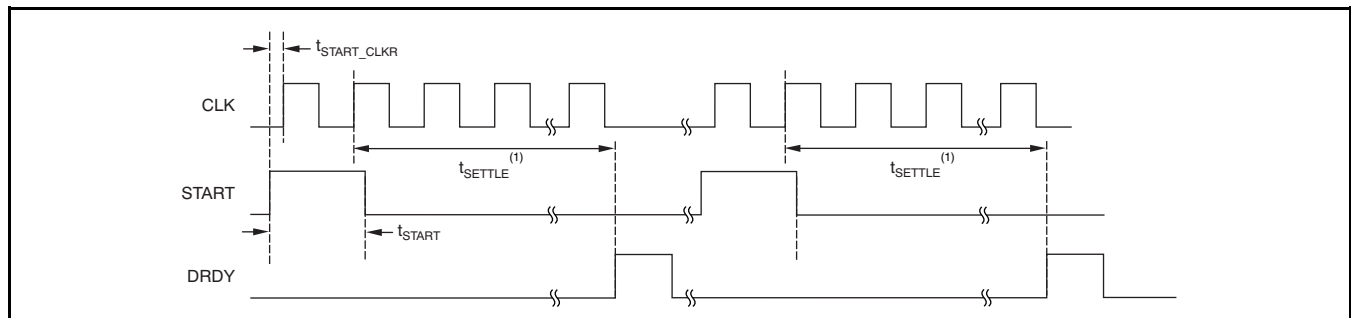 tSTART_CLKR
CLK
tSETTLE(1)
tSETTLE(1)
START
tSTART
DRDY